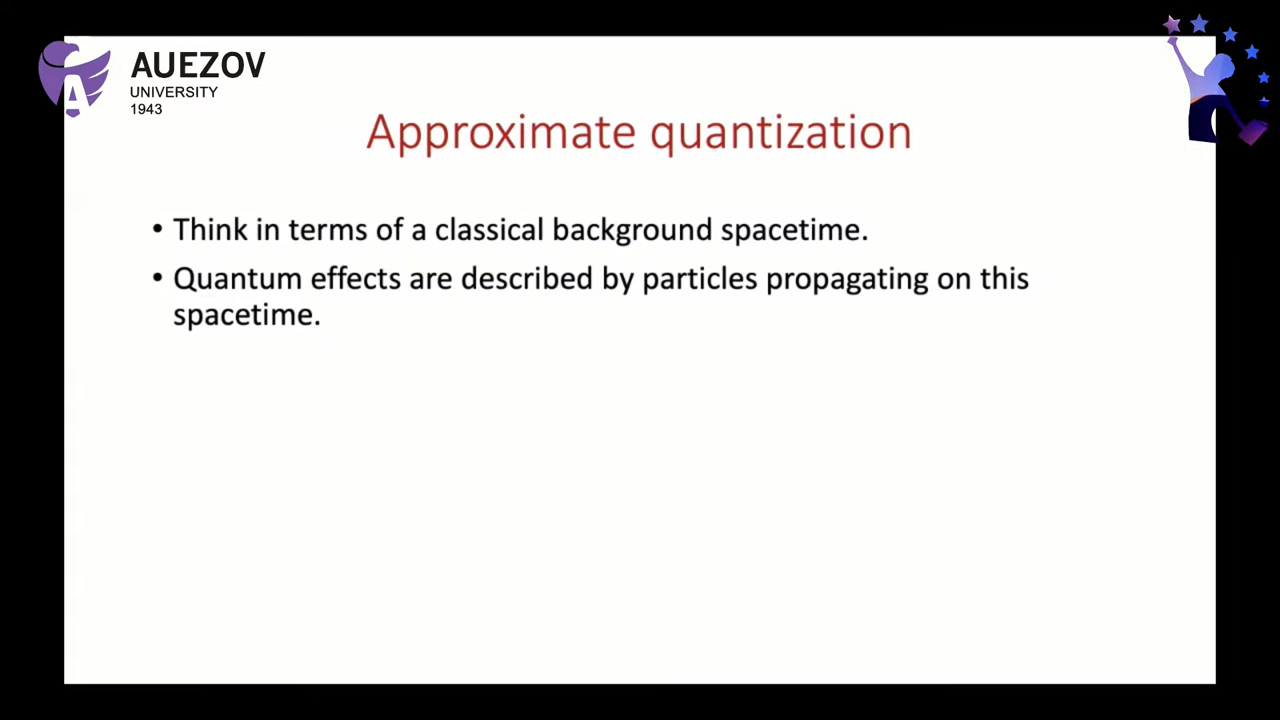 AUEZOV
UNIVERSITY
1943
Approximate quantization
• Think in terms of a classical background spacetime.
• Quantum effects are described by particles propagating on this
spacetime.